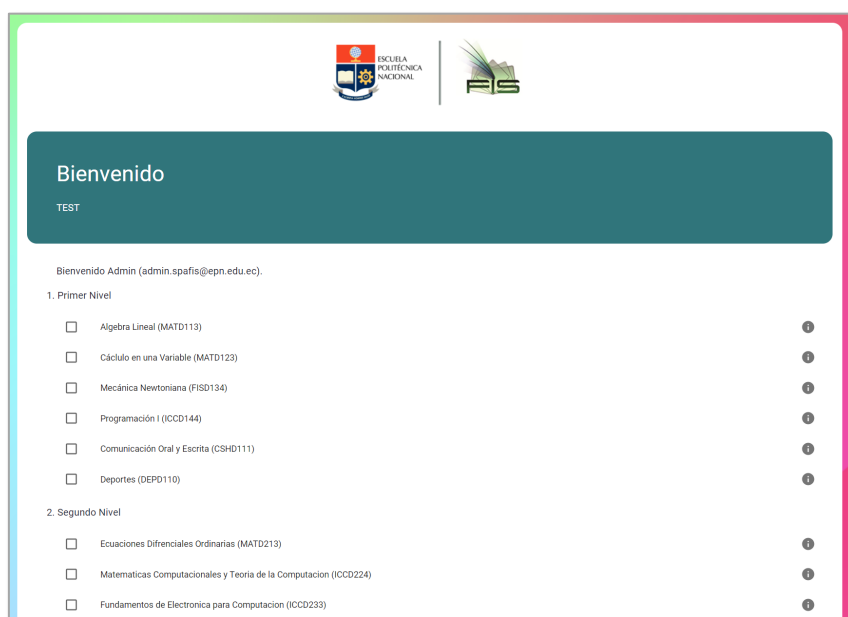 ESCUELA
POLITÉCNICA
NACIONAL
FIS
Bienvenido
TEST
Bienvenido Admin (admin.spafis@epn.edu.ec).
1. Primer Nivel
Algebra Lineal (MATD113)
Cáclulo en una Variable (MATD123)
Mecánica Newtoniana (FISD134)
Programación I (ICCD144)
Comunicación Oral y Escrita (CSHD111)
Deportes (DEPD110)
2. Segundo Nivel
Ecuaciones Difrenciales Ordinarias (MATD213)
Matematicas Computacionales y Teoria de la Computacion (ICCD224)
Fundamentos de Electronica para Computacion (ICCD233)